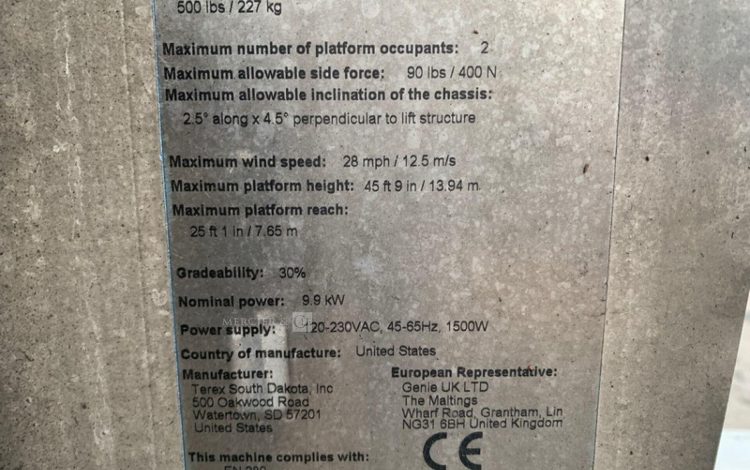 500 lbs / 227 kg
Maximum number of platform occupants: 2
Maximum allowable side force: 90 lbs / 400 N
Maximum allowable inclination of the chassis:
2.5° along x 4.5° perpendicular to lift structure
Maximum wind speed: 28 mph / 12.5 m/s
Maximum platform height: 45 ft 9 in / 13.94 m
Maximum platform reach:
25 ft 1 in / 7.65 m
Gradeability: 30%
Nominal power: 9.9 kW
Power supply: 120-230VAC, 45-65Hz, 1500W
Country of manufacture: United States
Manufacturer:
Terex South Dakota, Inc
500 Oakwood Road
Watertown, SD 57201
United States
European Representative:
Genie UK LTD
The Maltings
Wharf Road, Grantham, Lin
NG31 6BH United Kingdom
This machine complies with:
CE